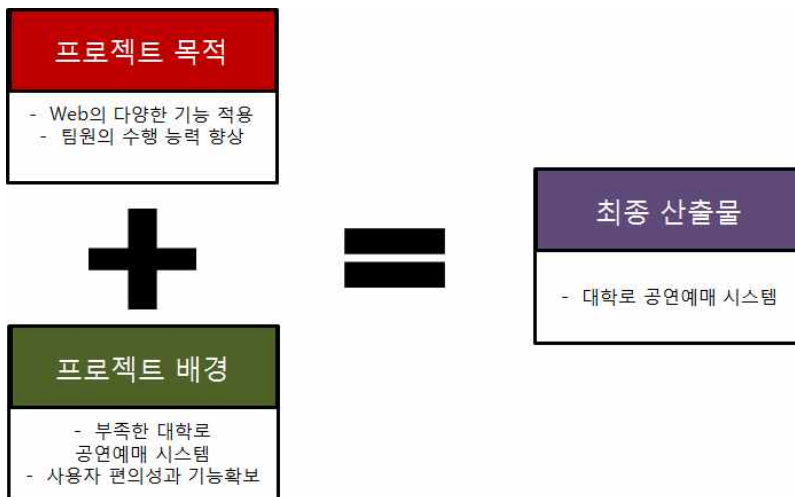 프로젝트 목적
- Web의 다양한 기능 적용
- 팀원의 수행 능력 향상
최종 산출물
- 대학로 공연예매 시스템
프로젝트 배경
- 부족한 대학로
공연예매 시스템
- 사용자 편의성과 기능확보